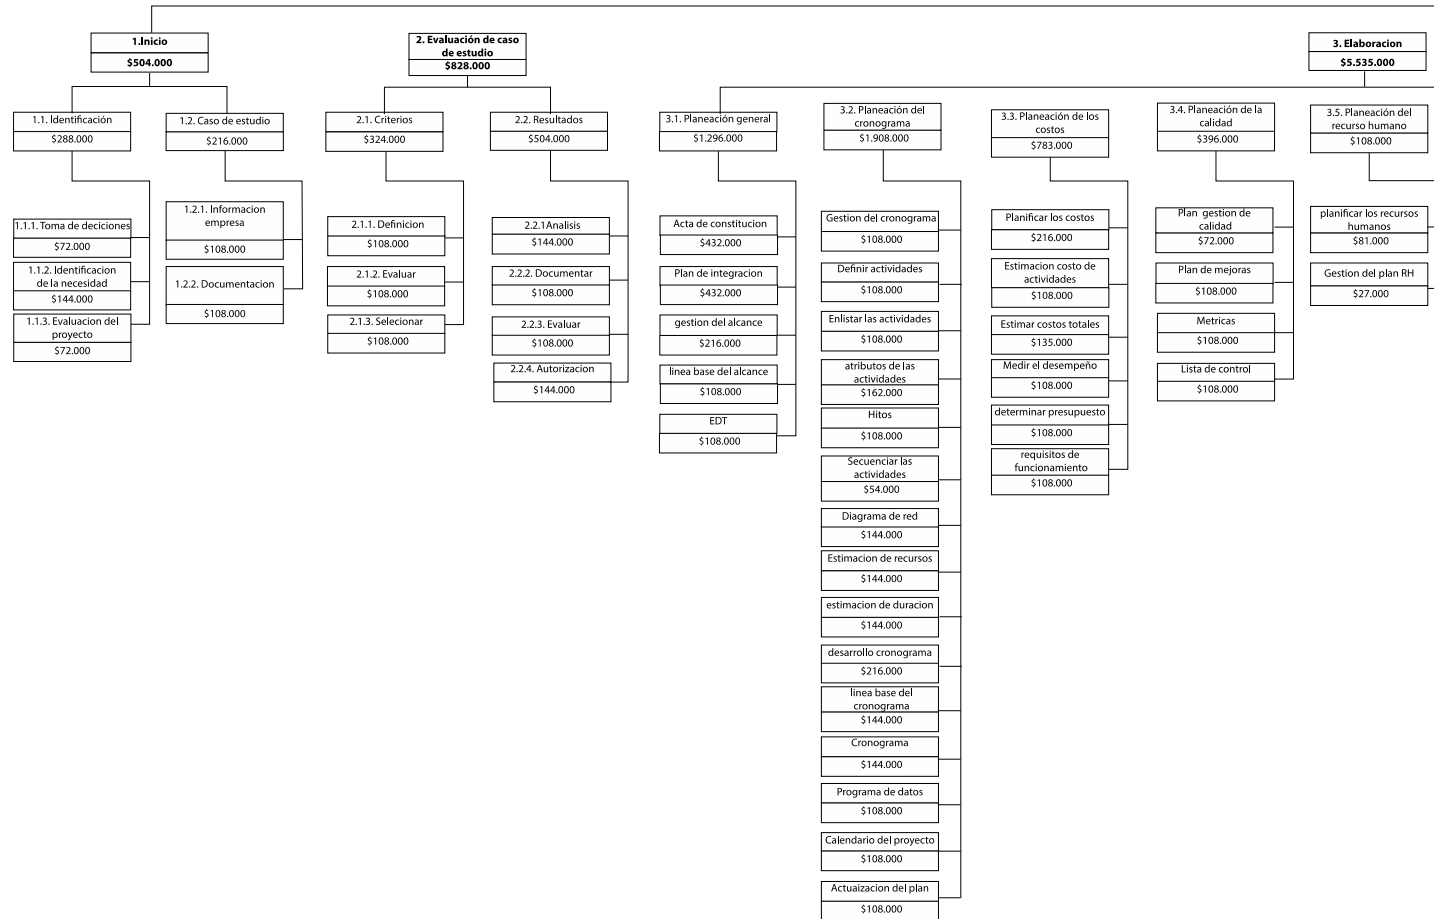 1.Inicio
$504.000
2. Evaluación de caso
de estudio
$828.000
3. Elaboracion
$5.535.000
1.1. Identificación
$288.000
1.2. Caso de estudio
$216.000
2.1. Criterios
$324.000
2.2. Resultados
$504.000
3.1. Planeación general
$1.296.000
3.2. Planeación del
cronograma
$1.908.000
3.3. Planeación de los
costos
$783.000
3.4. Planeación de la
calidad
$396.000
3.5. Planeación del
recurso humano
$108.000
1.1.1. Toma de deciciones
$72.000
1.1.2. Identificacion
de la necesidad
$144.000
1.1.3. Evaluacion del
proyecto
$72.000
1.2.1. Informacion
empresa
$108.000
1.2.2. Documentacion
$108.000
2.1.1. Definicion
$108.000
2.1.2. Evaluar
$108.000
2.1.3. Selecionar
$108.000
2.2.1Analisis
$144.000
2.2.2. Documentar
$108.000
2.2.3. Evaluar
$108.000
2.2.4. Autorizacion
$144.000
Acta de constitucion
$432.000
Plan de integracion
$432.000
gestion del alcance
$216.000
linea base del alcance
$108.000
EDT
$108.000
Gestion del cronograma
$108.000
Definir actividades
$108.000
Enlistar las actividades
$108.000
atributos de las
actividades
$162.000
Hitos
$108.000
Secuenciar las
actividades
$54.000
Diagrama de red
$144.000
Estimacion de recursos
$144.000
estimacion de duracion
$144.000
desarrollo cronograma
$216.000
linea base del
cronograma
$144.000
Cronograma
$144.000
Programa de datos
$108.000
Calendario del proyecto
$108.000
Actuaizacion del plan
$108.000
Planificar los costos
$216.000
Estimacion costo de
actividades
$108.000
Estimar costos totales
$135.000
Medir el desempeño
$108.000
determinar presupuesto
$108.000
requisitos de
funcionamiento
$108.000
Plan gestion de
calidad
$72.000
Plan de mejoras
$108.000
Metricas
$108.000
Lista de control
$108.000
planificar los recursos
humanos
$81.000
Gestion del plan RH
$27.000